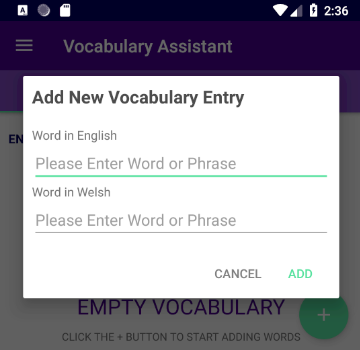 A
2:36
Vocabulary Assistant
Add New Vocabulary Entry
EN
Word in English
Please Enter Word or Phrase
Word in Welsh
Please Enter Word or Phrase
CANCEL ADD
EMPTY VOCABULARY
+
CLICK THE + BUTTON TO START ADDING WORDS